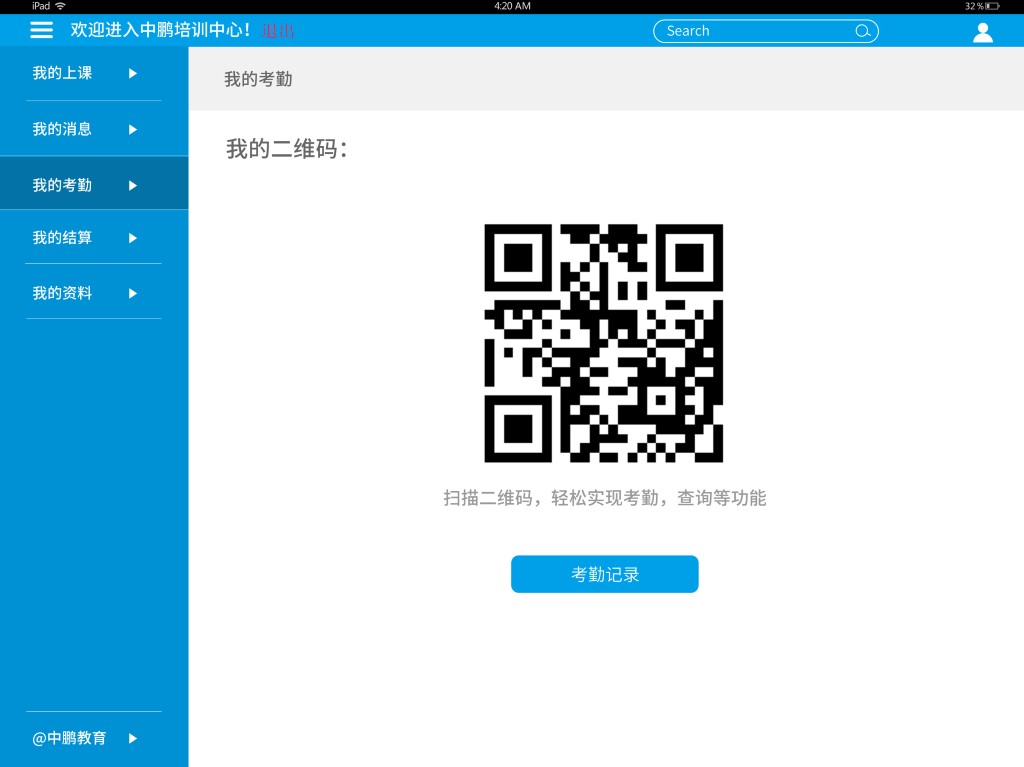 iPad
4:20 AM
32%
欢迎进入中鹏培训中心！ 退出
Search
我的上课
我的消息
我的考勤
我的结算
我的资料
@中鹏教育
我的考勤
我的二维码：
扫描二维码，轻松实现考勤，查询等功能
考勤记录